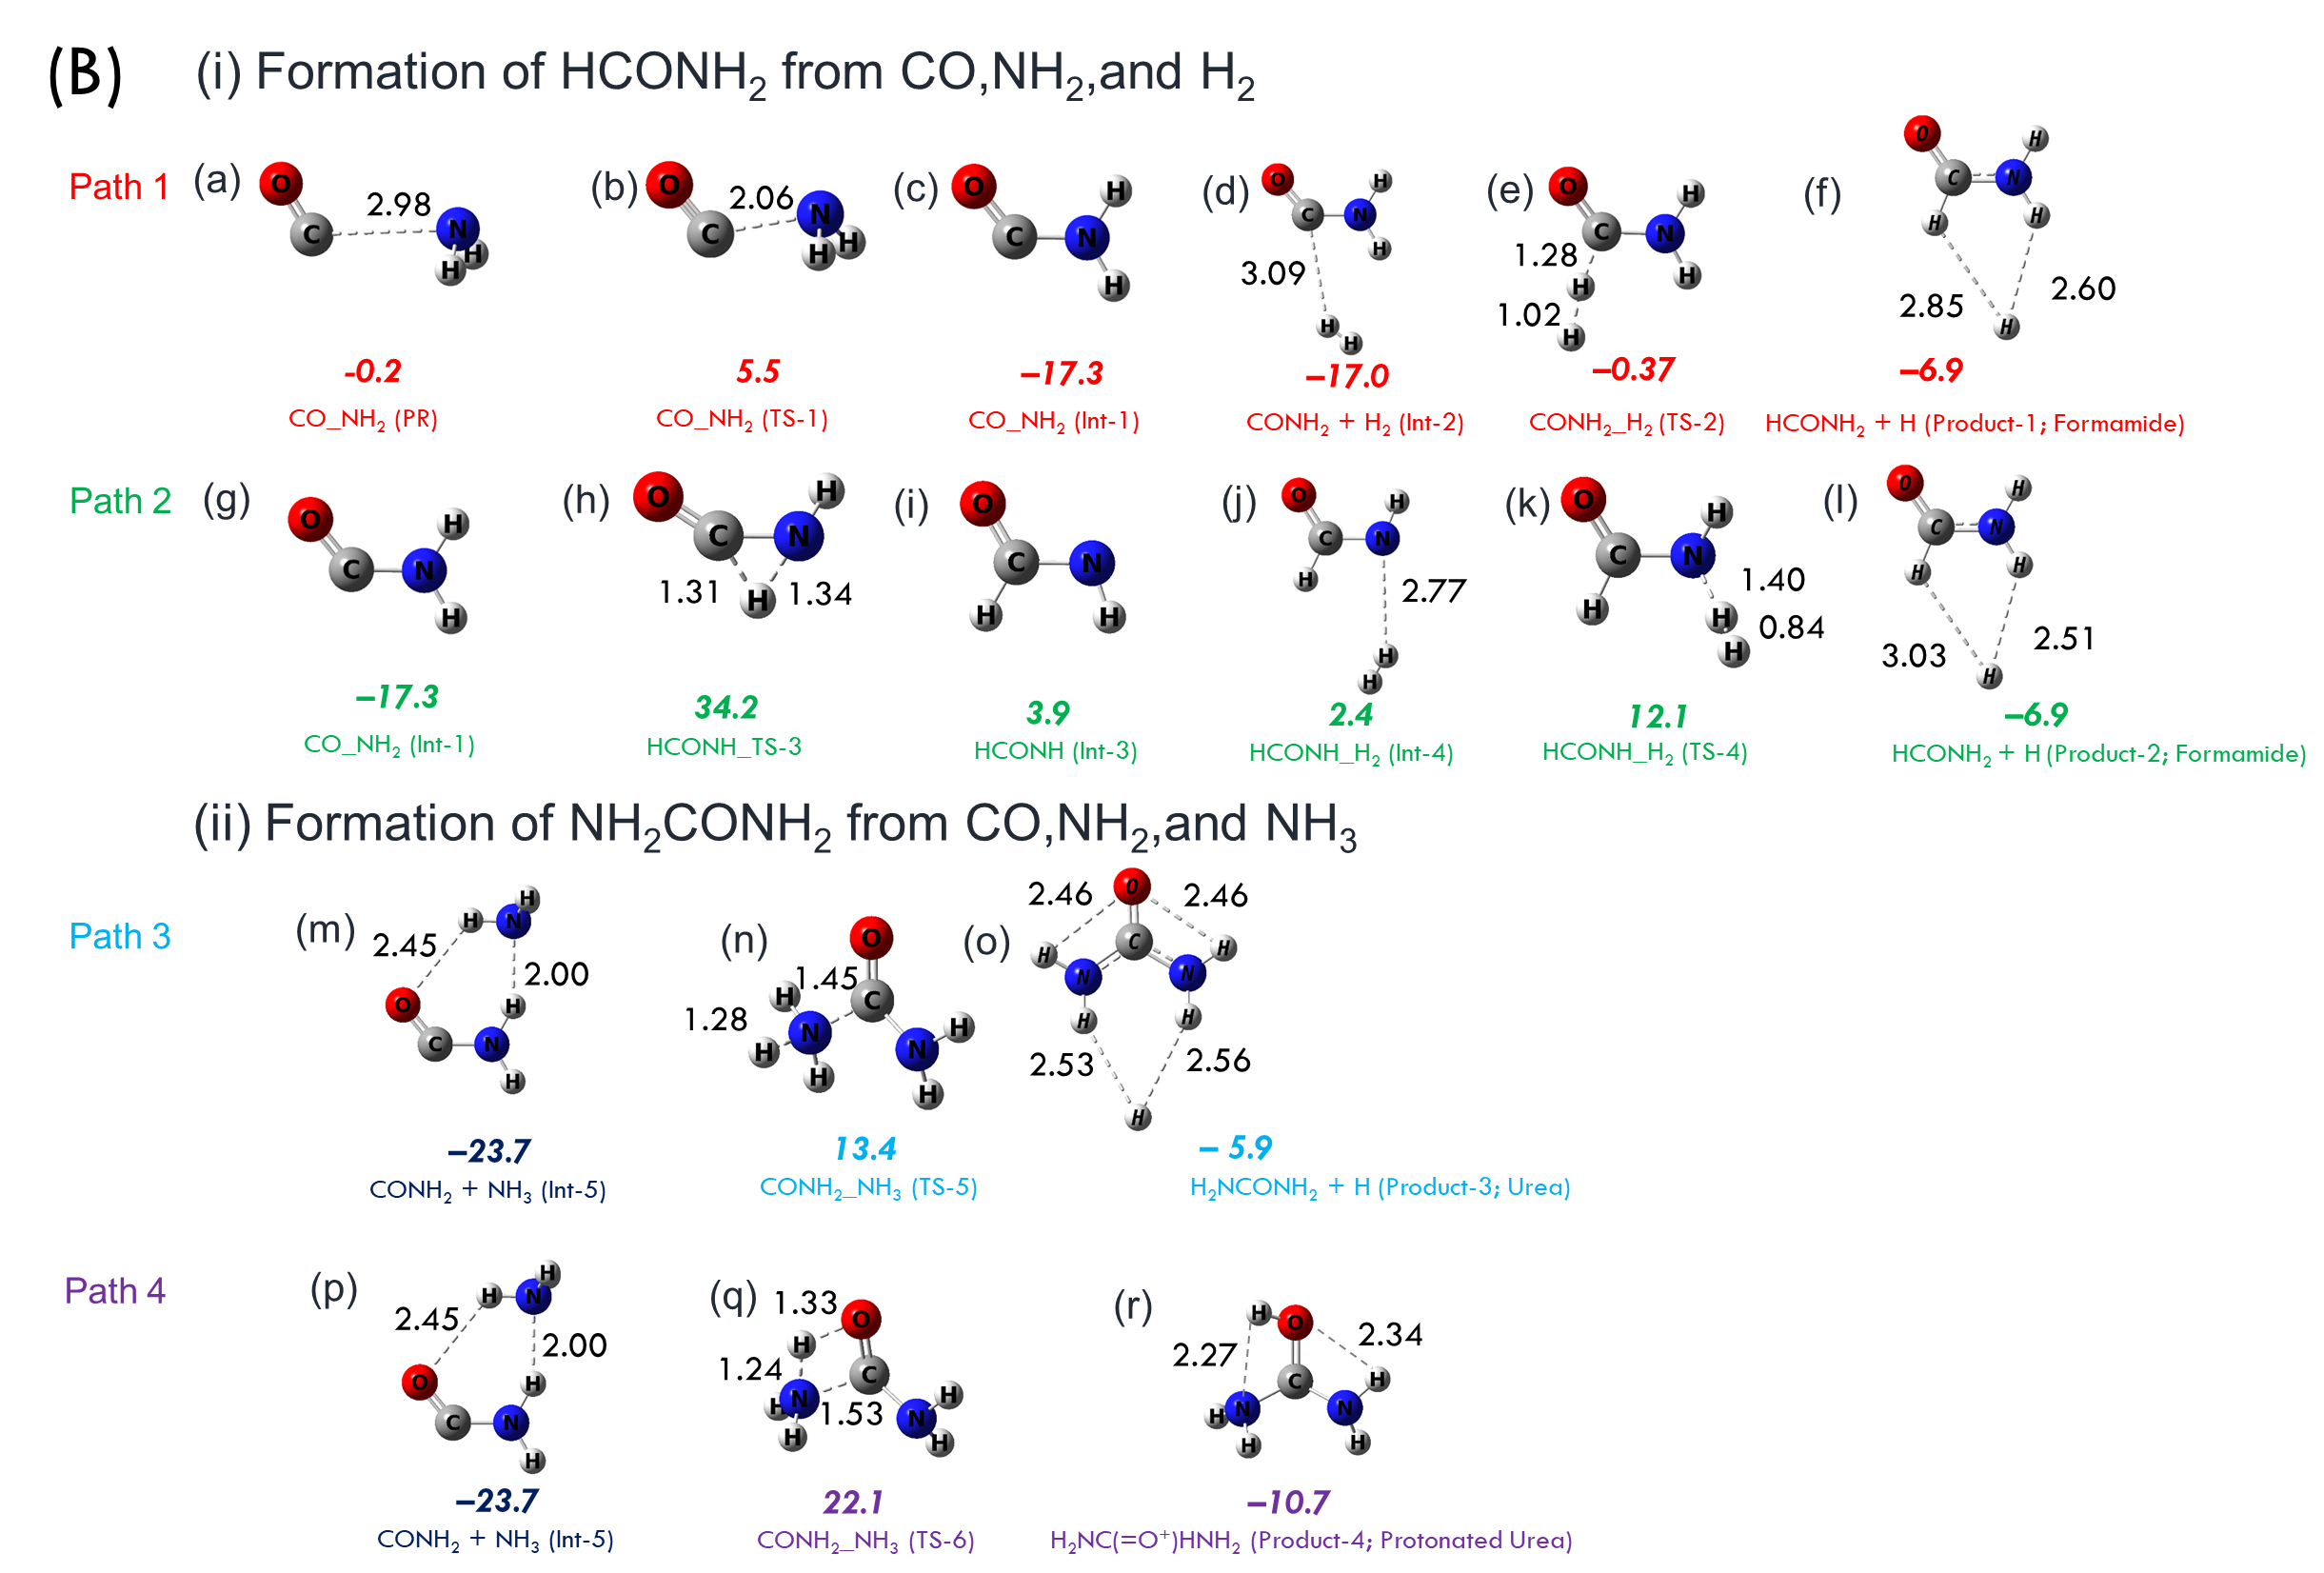 (B) (i) Formation of HCONH₂ from CO,NH₂,and H₂
Path 1
(a) O C 2.98 N H H
(b) O C 2.06 N H H
(c) O C N H H
(d) O C N H H 3.09 H H
(e) O C N H H 1.28 H 1.02 H
(f) O C N H H H 2.85 2.60 H
-0.2 5.5 –17.3 –17.0 –0.37 –6.9
CO_NH₂ (PR) CO_NH₂ (TS-1) CO_NH₂ (Int-1) CONH₂ + H₂ (Int-2) CONH₂_H₂ (TS-2) HCONH₂ + H (Product-1; Formamide)
Path 2
(g) O C N H H
(h) O C N H 1.31 H 1.34
(i) O C N H H
(j) O C N H H 2.77 H H
(k) O C N H H 1.40 H 0.84 H
(l) O C N H H H 3.03 2.51 H
–17.3 34.2 3.9 2.4 12.1 –6.9
CO_NH₂ (Int-1) HCONH_TS-3 HCONH (Int-3) HCONH_H₂ (Int-4) HCONH_H₂ (TS-4) HCONH₂ + H (Product-2; Formamide)
(ii) Formation of NH₂CONH₂ from CO,NH₂,and NH₃
Path 3
(m) H N H 2.45 2.00 O H C N H
(n) O 1.45 H C 1.28 N H H N H H
(o) 2.46 O 2.46 H C H N N H H 2.53 2.56 H
–23.7 13.4 – 5.9
CONH₂ + NH₃ (Int-5) CONH₂_NH₃ (TS-5) H₂NCONH₂ + H (Product-3; Urea)
Path 4
(p) H N H 2.45 2.00 O H C N H
(q) 1.33 O H 1.24 C N H 1.53 H N H H
(r) H O 2.34 2.27 C H H N N H H
–23.7 22.1 –10.7
CONH₂ + NH₃ (Int-5) CONH₂_NH₃ (TS-6) H₂NC(=O⁺)HNH₂ (Product-4; Protonated Urea)